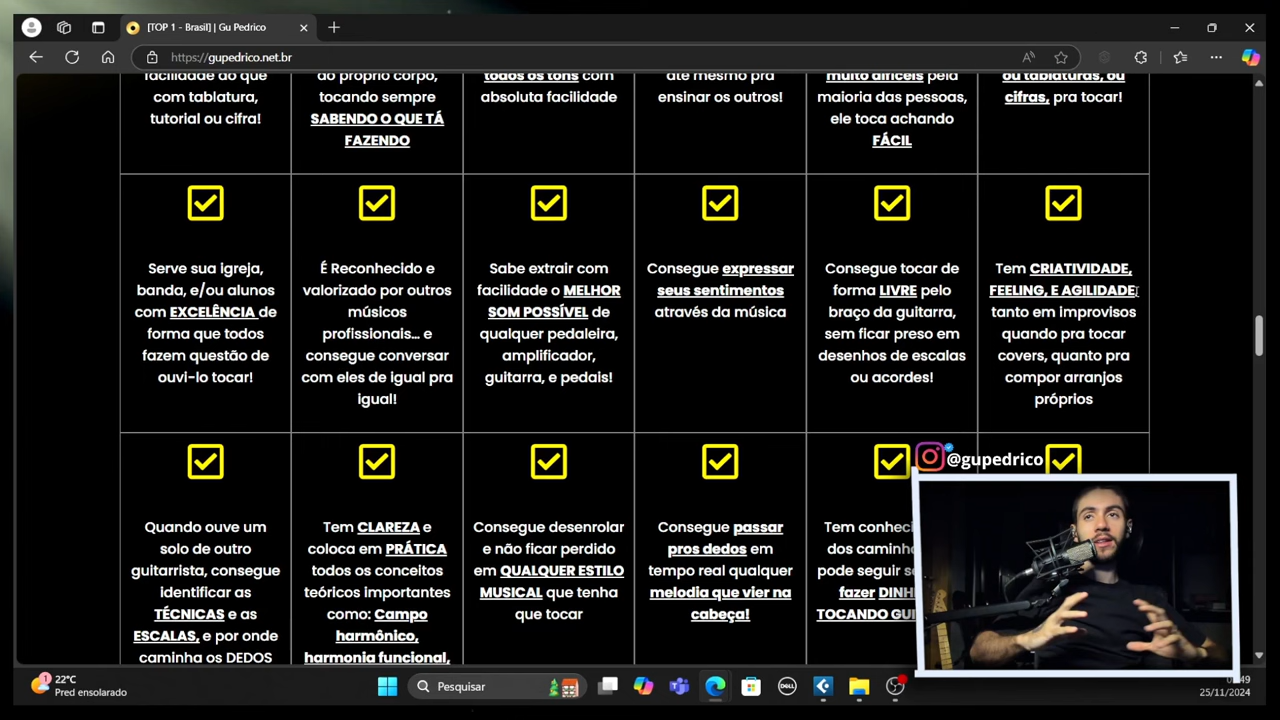 [TOP 1 - Brasil] | Gu Pedrico
https://gupedrico.net.br
facilidade do que
com tablatura,
tutorial ou cifra!
do próprio corpo,
tocando sempre
SABENDO O QUE TÁ
FAZENDO
todos os tons com
absoluta facilidade
até mesmo pra
ensinar os outros!
muito difíceis pela
maioria das pessoas,
ele toca achando
FÁCIL
ou tablaturas, ou
cifras, pra tocar!
Serve sua igreja,
banda, e/ou alunos
com EXCELÊNCIA de
forma que todos
fazem questão de
ouvi-lo tocar!
É Reconhecido e
valorizado por outros
músicos
profissionais... e
consegue conversar
com eles de igual pra
igual!
Sabe extrair com
facilidade o MELHOR
SOM POSSÍVEL de
qualquer pedaleira,
amplificador,
guitarra, e pedais!
Consegue expressar
seus sentimentos
através da música
Consegue tocar de
forma LIVRE pelo
braço da guitarra,
sem ficar preso em
desenhos de escalas
ou acordes!
Tem CRIATIVIDADE,
FEELING, E AGILIDADE,
tanto em improvisos
quando pra tocar
covers, quanto pra
compor arranjos
próprios
@gupedrico
Quando ouve um
solo de outro
guitarrista, consegue
identificar as
TÉCNICAS e as
ESCALAS, e por onde
caminha os DEDOS
Tem CLAREZA e
coloca em PRÁTICA
todos os conceitos
teóricos importantes
como: Campo
harmônico,
harmonia funcional,
Consegue desenrolar
e não ficar perdido
em QUALQUER ESTILO
MUSICAL que tenha
que tocar
Consegue passar
pros dedos em
tempo real qualquer
melodia que vier na
cabeça!
Tem
dos
pode seguir
fazer
TOCANDO
1
22°C
Pred ensolarado
Pesquisar
DELL
25/11/2024